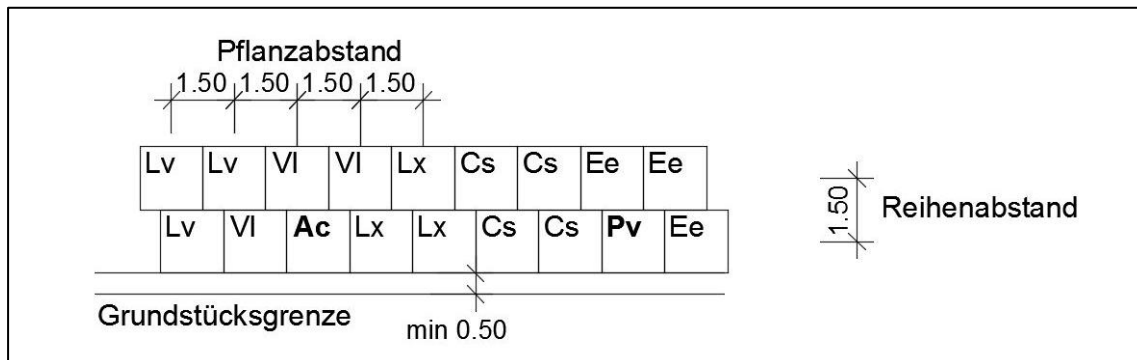 Pflanzabstand
1.50 1.50 1.50 1.50
Lv Lv Vl Vl Lx Cs Cs Ee Ee
1.50 Reihenabstand
Lv Vl Ac Lx Lx Cs Cs Pv Ee
Grundstücksgrenze
min 0.50